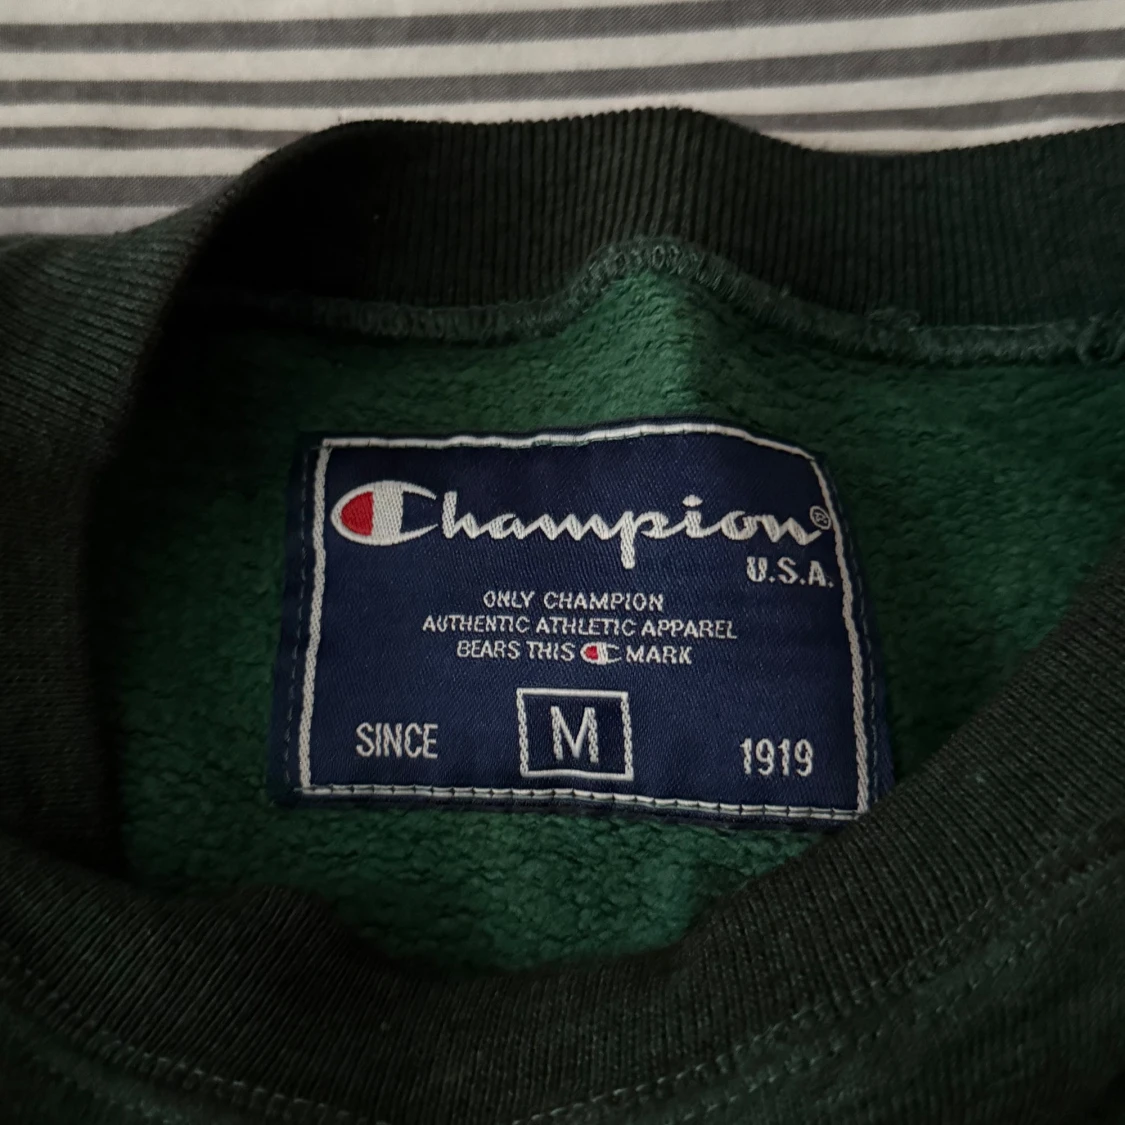 Champion®
U.S.A.
ONLY CHAMPION
AUTHENTIC ATHLETIC APPAREL
BEARS THIS C MARK
M
SINCE 1919